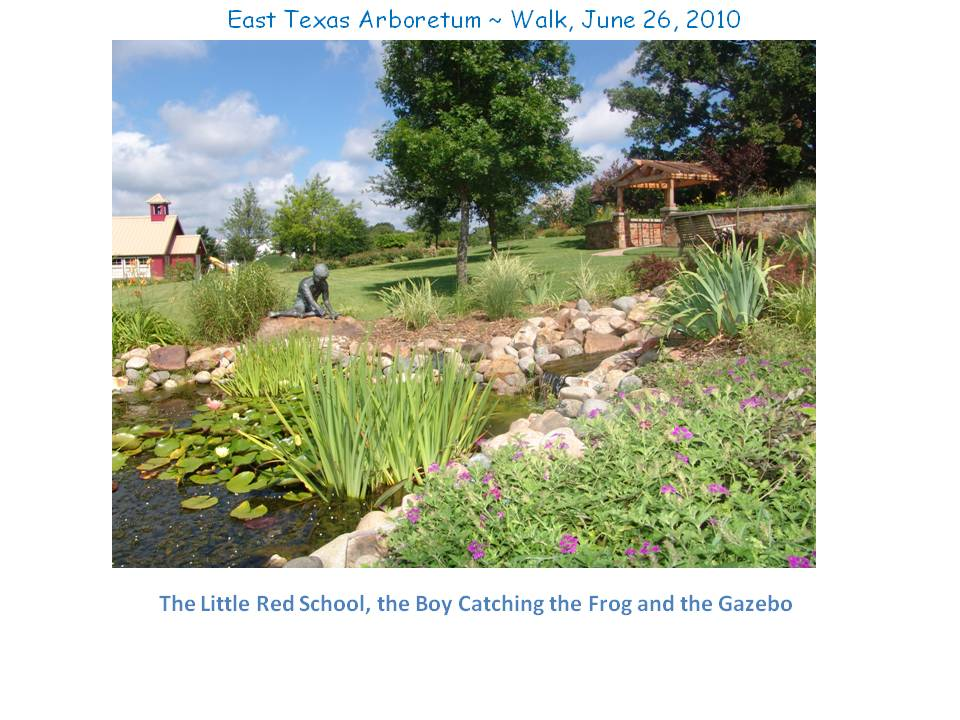 East Texas Arboretum ~ Walk, June 26, 2010
The Little Red School, the Boy Catching the Frog and the Gazebo